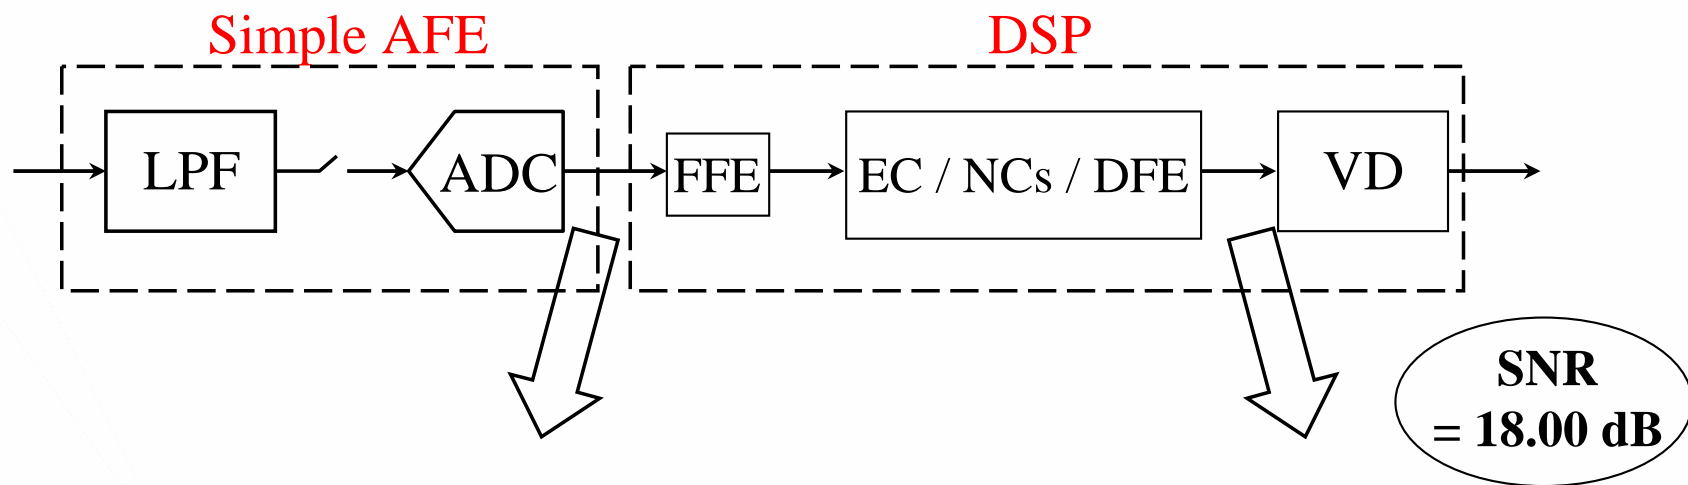 Simple AFE
DSP
LPF
ADC
FFE
EC / NCs / DFE
VD
SNR
= 18.00 dB